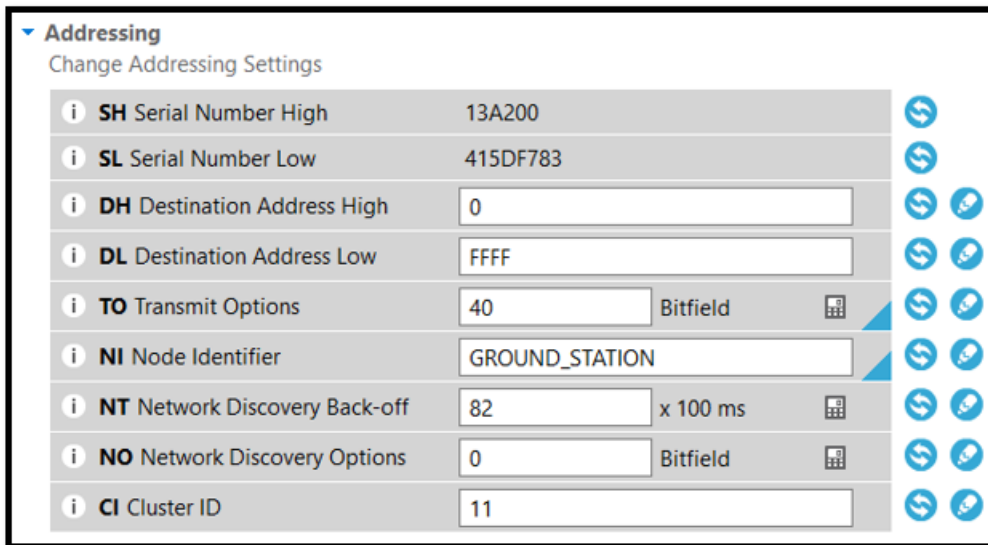 Addressing
Change Addressing Settings
i SH Serial Number High 13A200
i SL Serial Number Low 415DF783
i DH Destination Address High 0
i DL Destination Address Low FFFF
i TO Transmit Options 40 Bitfield
i NI Node Identifier GROUND_STATION
i NT Network Discovery Back-off 82 x 100 ms
i NO Network Discovery Options 0 Bitfield
i CI Cluster ID 11